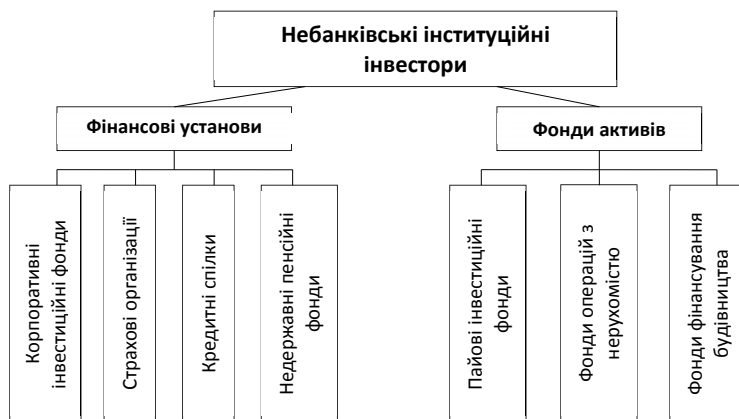 Небанківські інституційні
інвестори
Фінансові установи
Фонди активів
Корпоративні
інвестиційні фонди
Страхові організації
Кредитні спілки
Недержавні пенсійні
фонди
Пайові інвестиційні
фонди
Фонди операцій з
нерухомістю
Фонди фінансування
будівництва